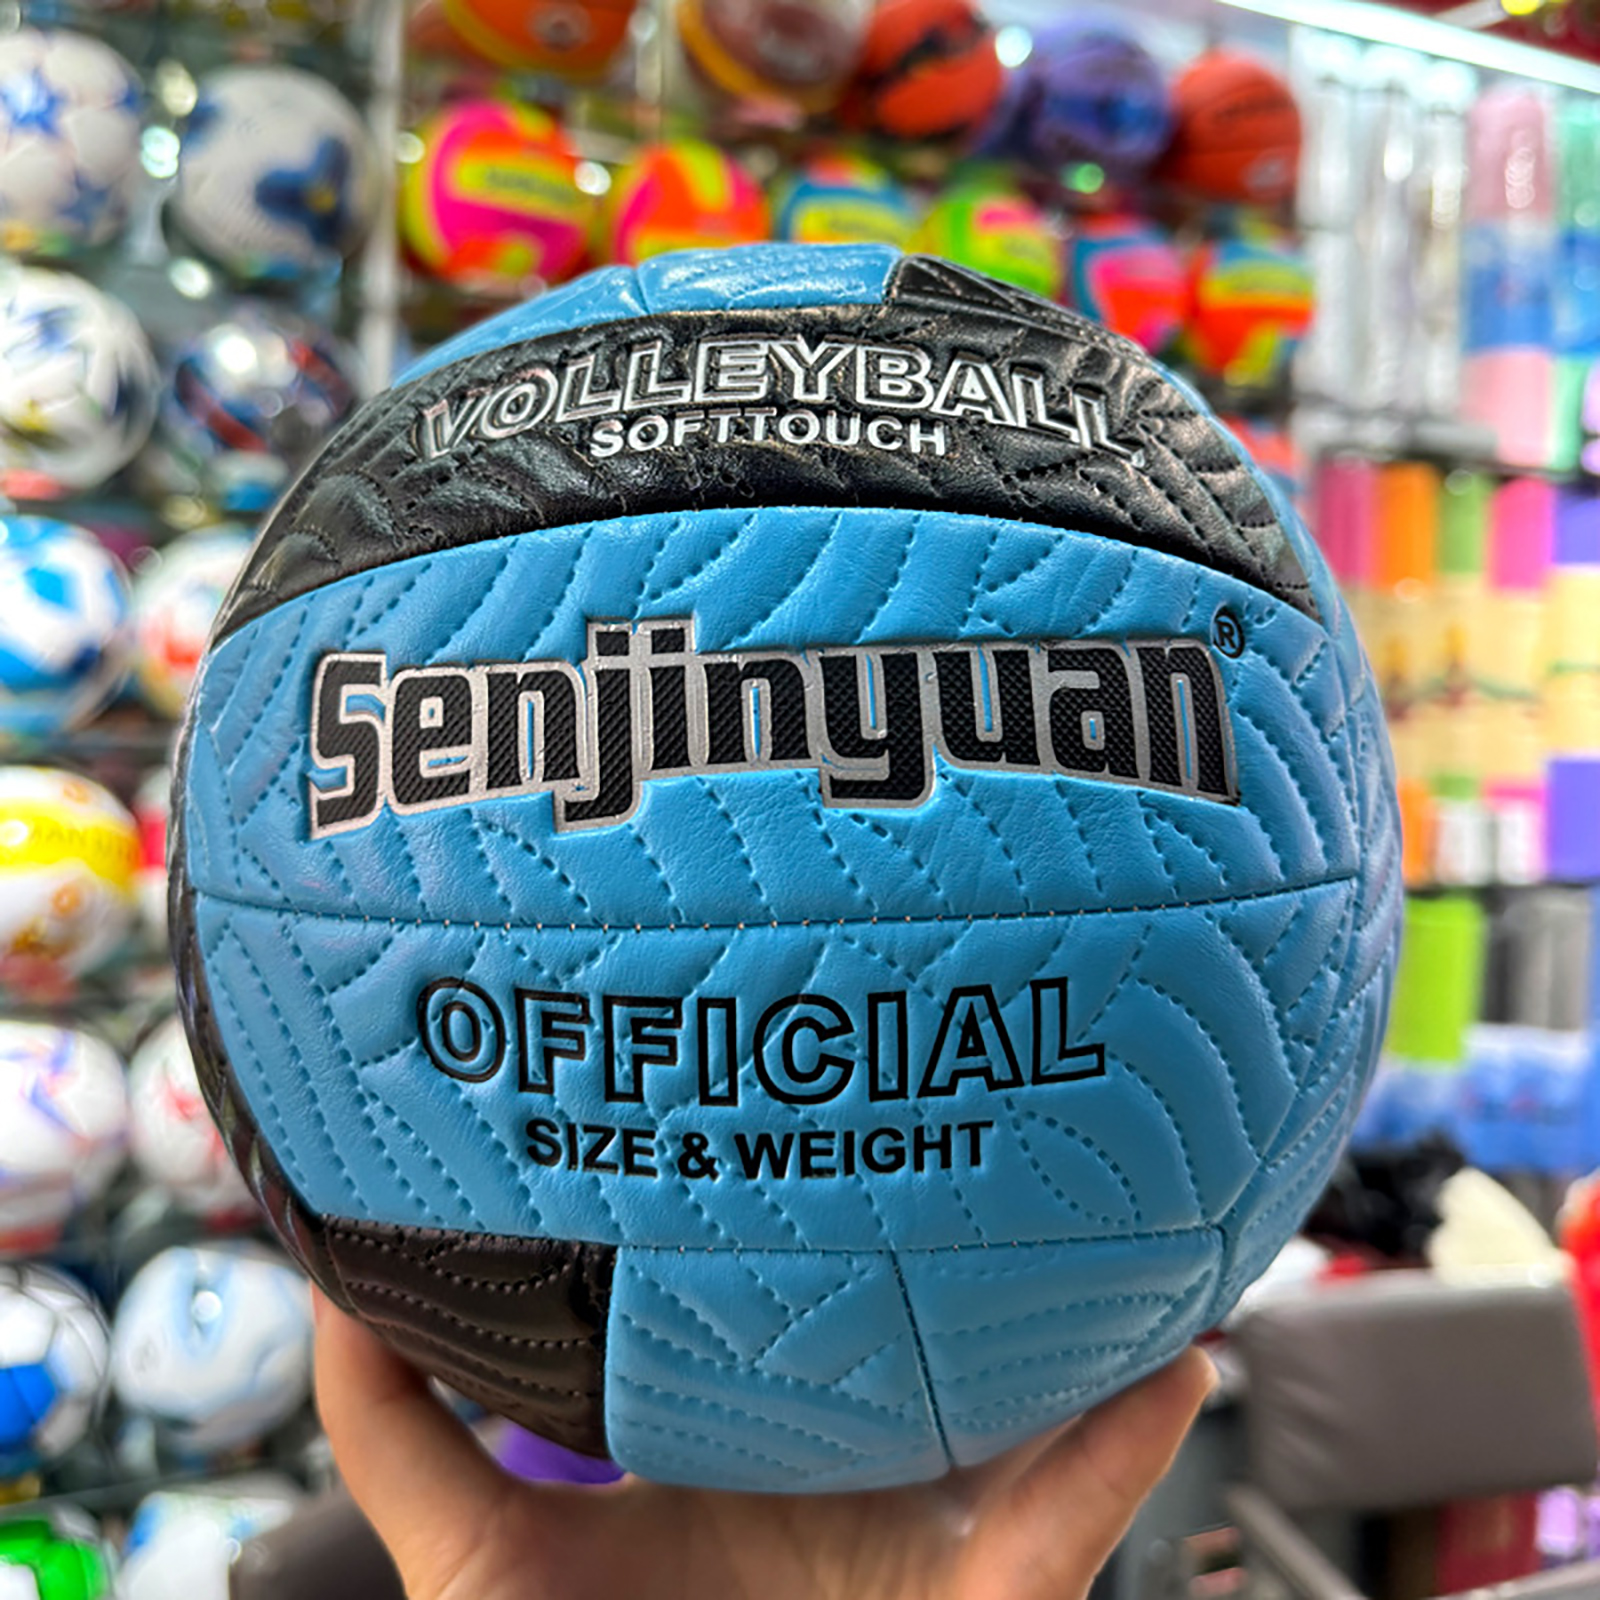 VOLLEYBALL
SOFTTOUCH
Senjinyuan®
OFFICIAL
SIZE & WEIGHT